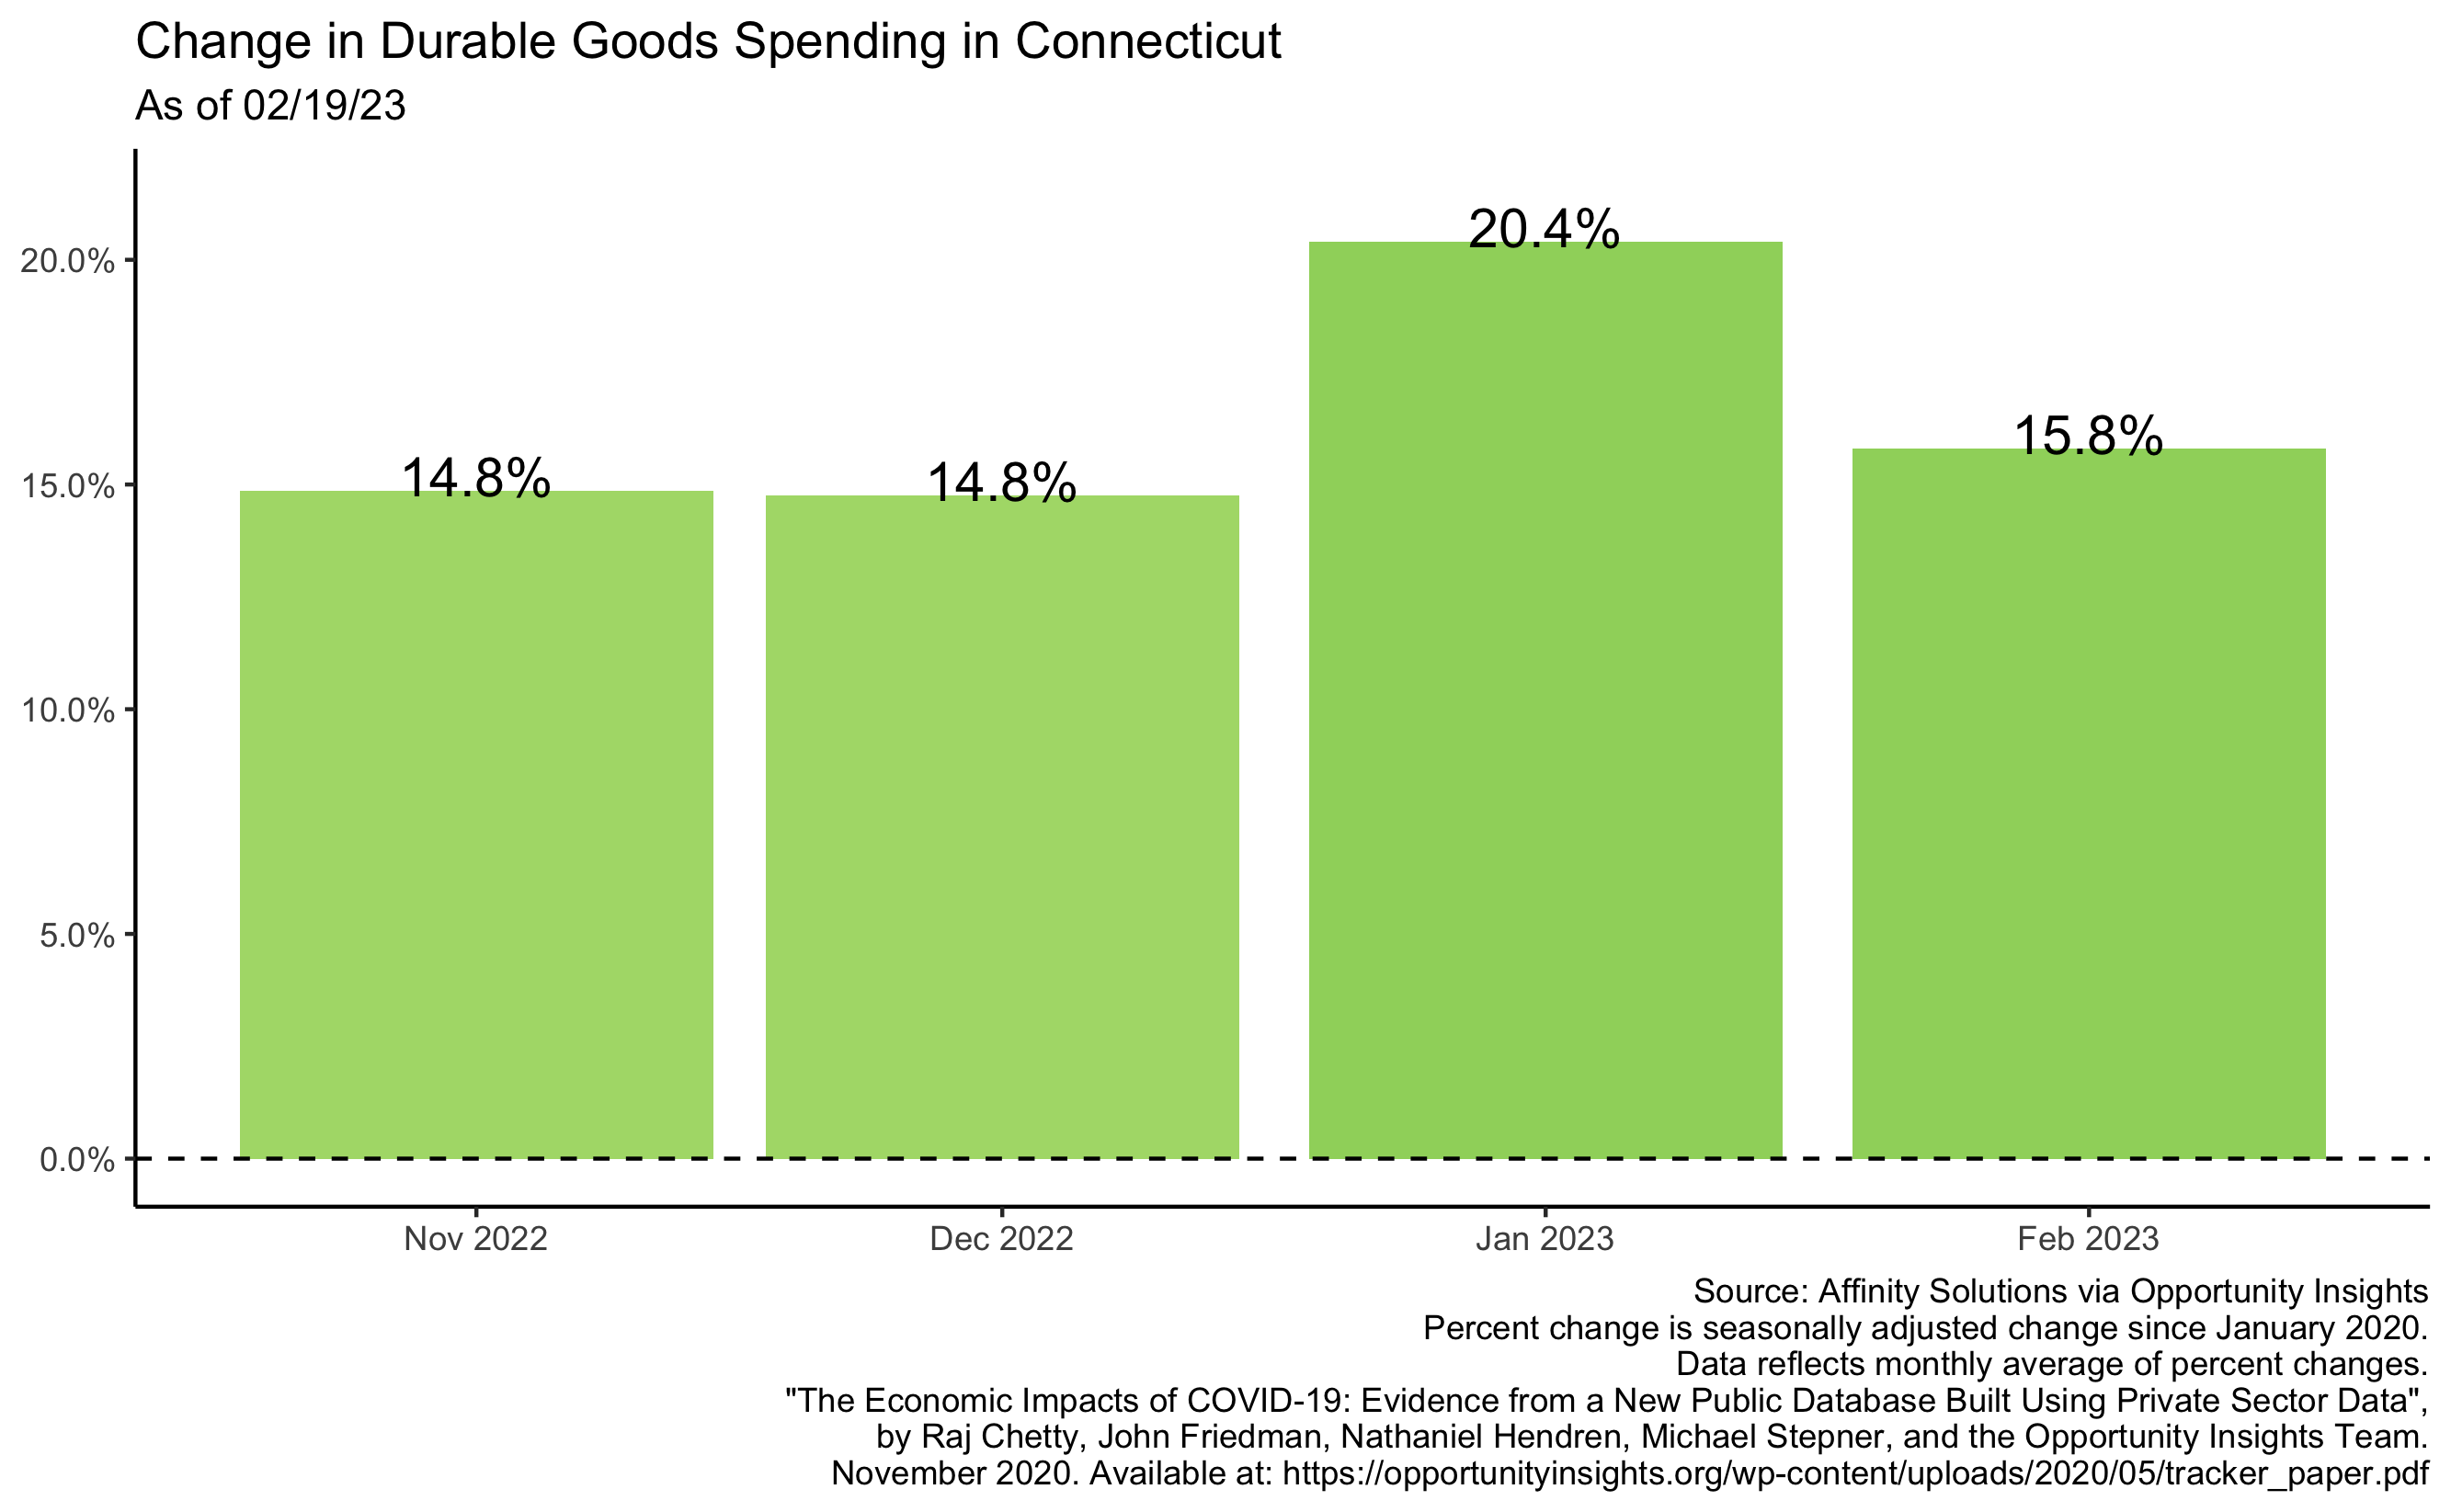 Change in Durable Goods Spending in Connecticut
As of 02/19/23
20.4%
20.0%
15.8%
14.8%
14.8%
15.0%
10.0%
5.0%
0.0%
Nov 2022
Dec 2022
Jan 2023
Feb 2023
Source: Affinity Solutions via Opportunity Insights
Percent change is seasonally adjusted change since January 2020.
Data reflects monthly average of percent changes.
"The Economic Impacts of COVID-19: Evidence from a New Public Database Built Using Private Sector Data",
by Raj Chetty, John Friedman, Nathaniel Hendren, Michael Stepner, and the Opportunity Insights Team.
November 2020. Available at: https://opportunityinsights.org/wp-content/uploads/2020/05/tracker_paper.pdf